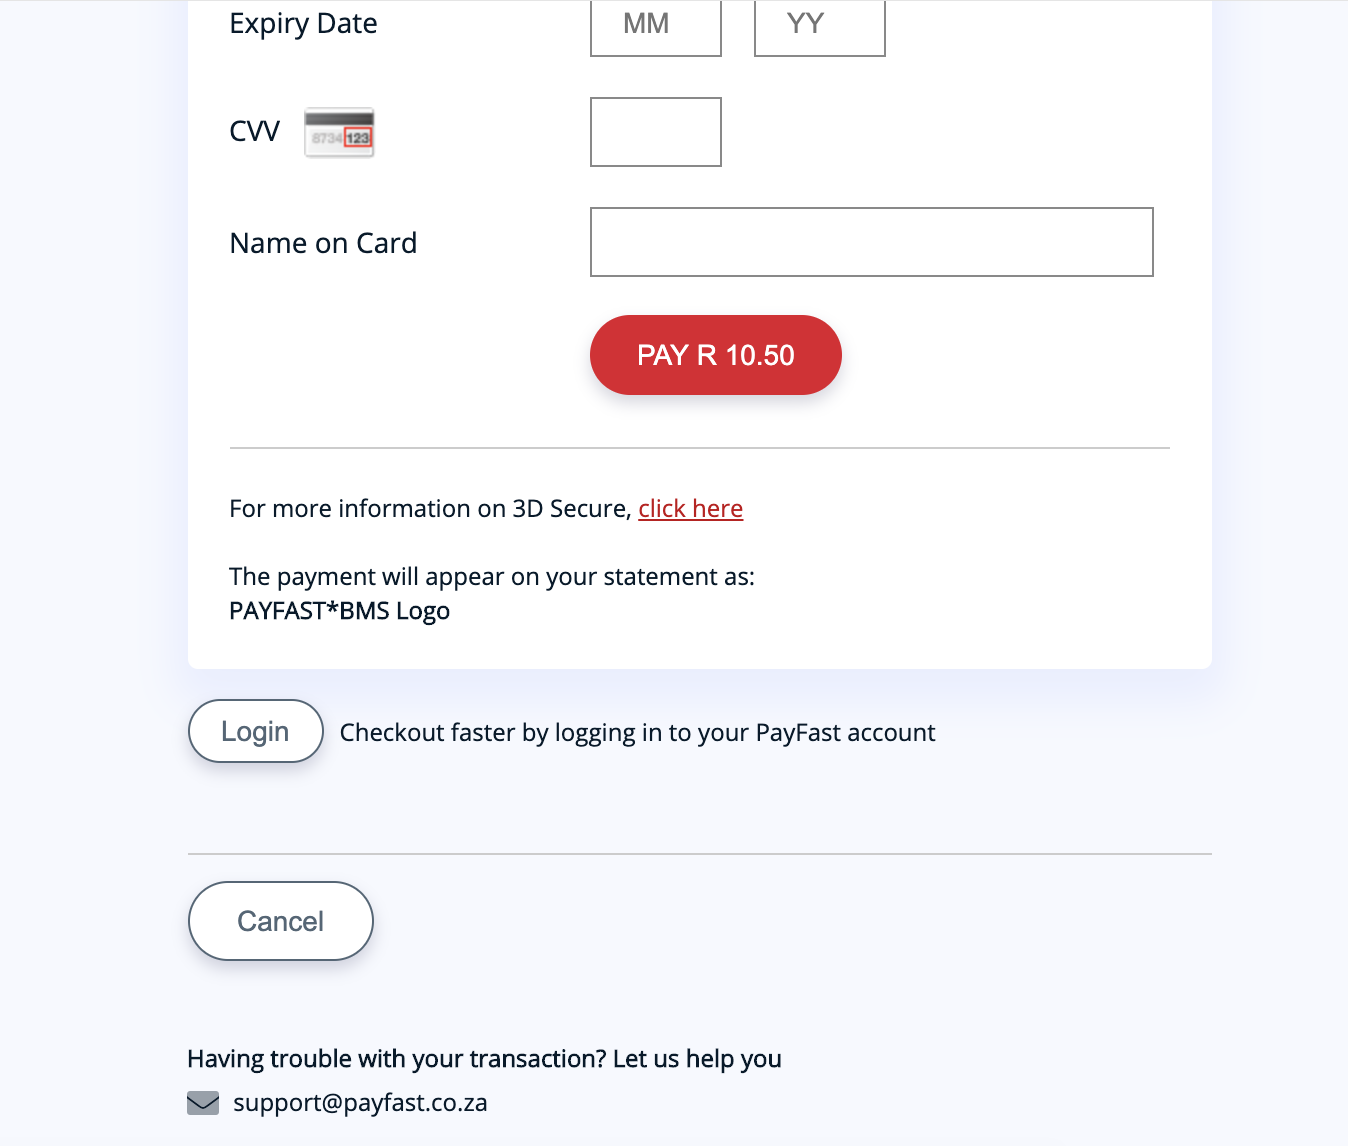 Expiry Date MM YY
CVV 8734 123
Name on Card
PAY R 10.50
For more information on 3D Secure, click here
The payment will appear on your statement as:
PAYFAST*BMS Logo
Login Checkout faster by logging in to your PayFast account
Cancel
Having trouble with your transaction? Let us help you
support@payfast.co.za